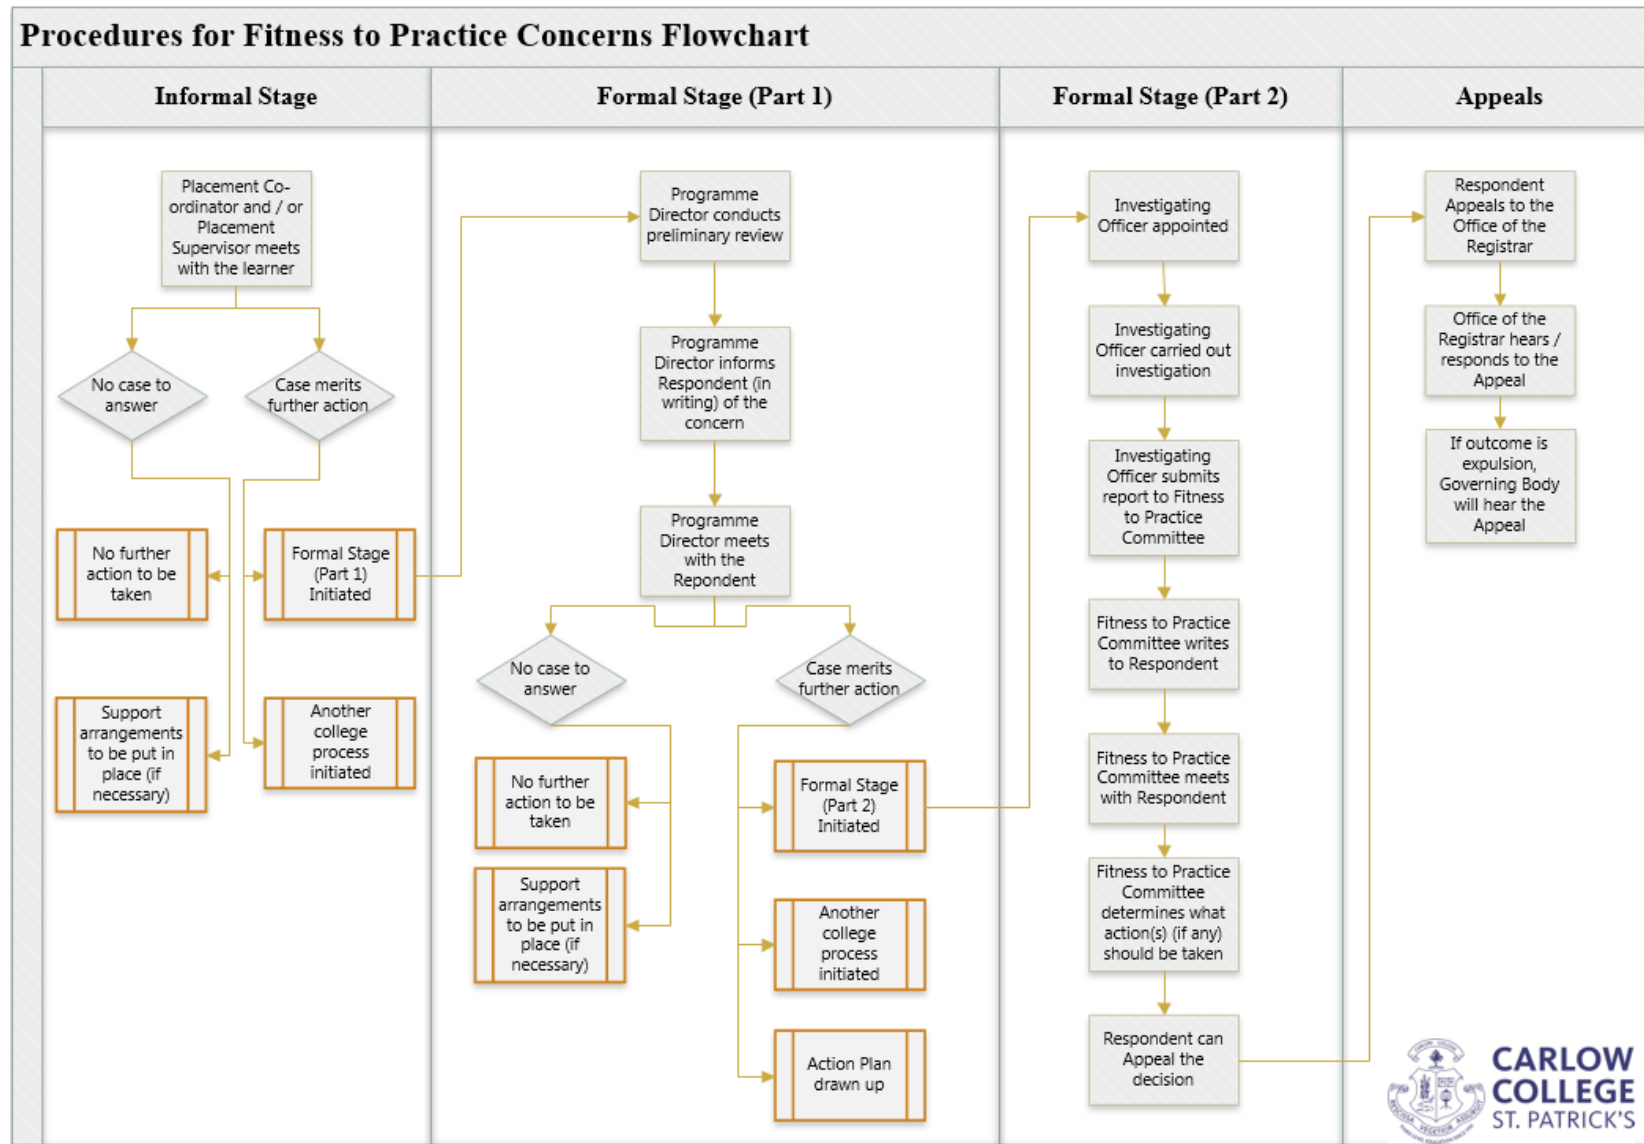 Procedures for Fitness to Practice Concerns Flowchart
Informal Stage
Formal Stage (Part 1)
Formal Stage (Part 2)
Appeals
Placement Co-
ordinator and / or
Placement
Supervisor meets
with the learner
No case to
answer
Case merits
further action
No further
action to be
taken
Formal Stage
(Part 1)
Initiated
Support
arrangements
to be put in
place (if
necessary)
Another
college
process
initiated
Programme
Director conducts
preliminary review
Programme
Director informs
Respondent (in
writing) of the
concern
Programme
Director meets
with the
Repondent
No case to
answer
Case merits
further action
No further
action to be
taken
Formal Stage
(Part 2)
Initiated
Support
arrangements
to be put in
place (if
necessary)
Another
college
process
initiated
Action Plan
drawn up
Investigating
Officer appointed
Investigating
Officer carried out
investigation
Investigating
Officer submits
report to Fitness
to Practice
Committee
Fitness to Practice
Committee writes
to Respondent
Fitness to Practice
Committee meets
with Respondent
Fitness to Practice
Committee
determines what
action(s) (if any)
should be taken
Respondent can
Appeal the
decision
Respondent
Appeals to the
Office of the
Registrar
Office of the
Registrar hears /
responds to the
Appeal
If outcome is
expulsion,
Governing Body
will hear the
Appeal
CARLOW
COLLEGE
ST. PATRICK'S